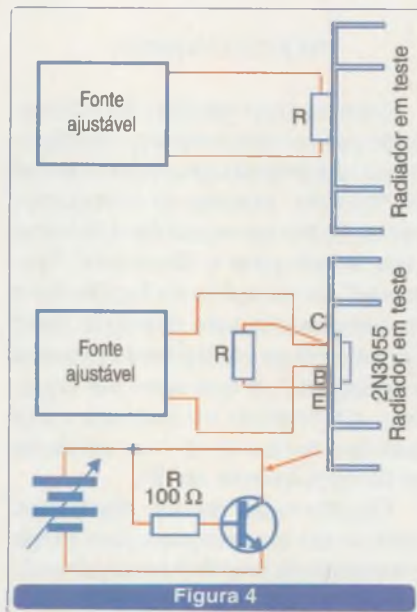 Fonte
ajustável
R
Radiador em teste
Fonte
ajustável
R
C
B
E
2N3055
Radiador em teste
R
100 Ω
Figura 4